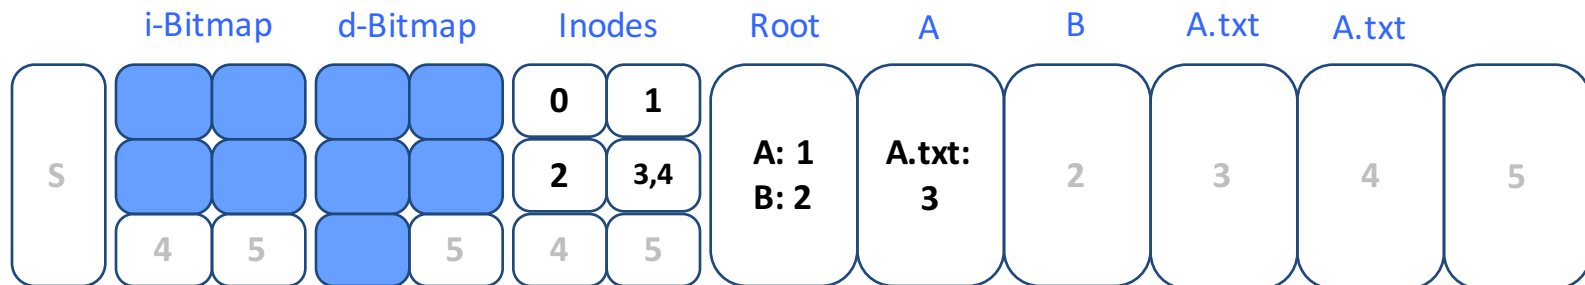 i-Bitmap d-Bitmap Inodes Root A B A.txt A.txt
0 1
S 2 3,4 A: 1 A.txt: 2 3 4 5
B: 2 3
4 5 5 4 5